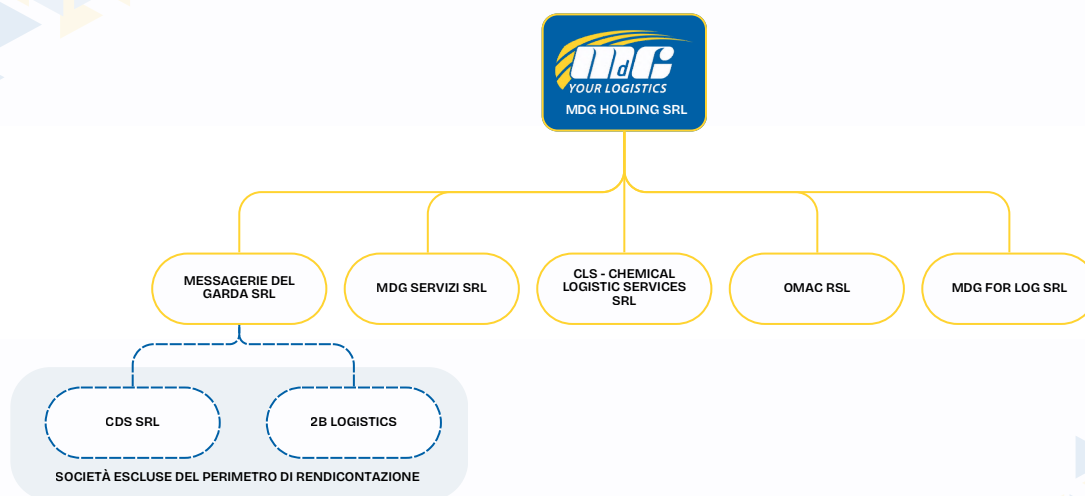 MdG
YOUR LOGISTICS
MDG HOLDING SRL
MESSAGERIE DEL
GARDA SRL
MDG SERVIZI SRL
CLS - CHEMICAL
LOGISTIC SERVICES
SRL
OMAC RSL
MDG FOR LOG SRL
CDS SRL
2B LOGISTICS
SOCIETÀ ESCLUSE DEL PERIMETRO DI RENDICONTAZIONE